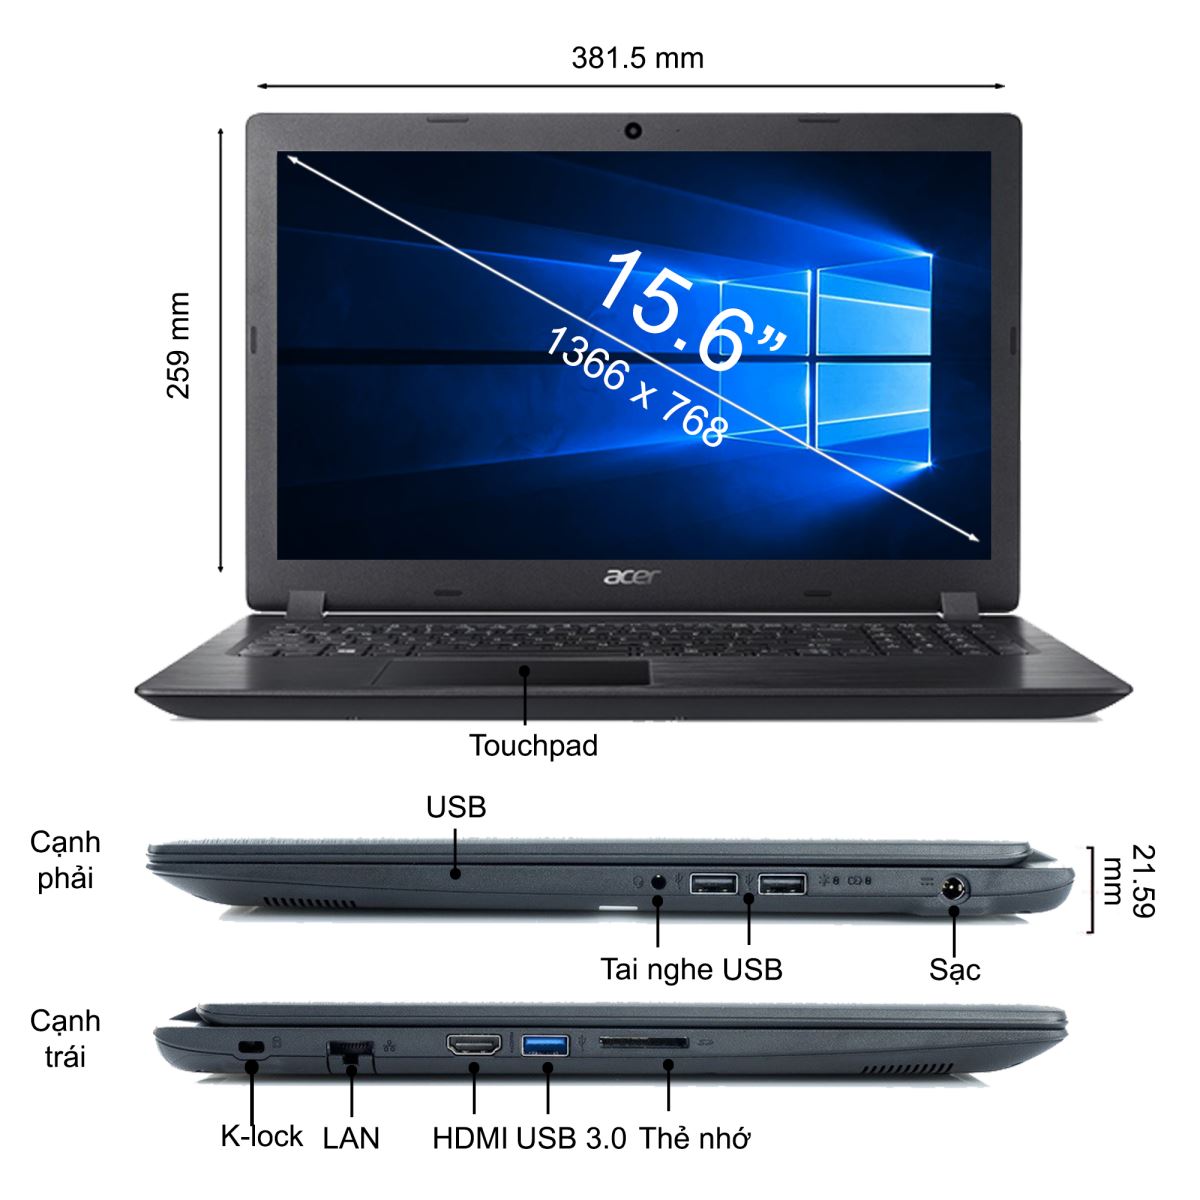 381.5 mm
259 mm
15.6”
1366 x 768
acer
Touchpad
USB
Cạnh
phải
21.59
mm
Tai nghe USB
Sạc
Cạnh
trái
K-lock LAN HDMI USB 3.0 Thẻ nhớ